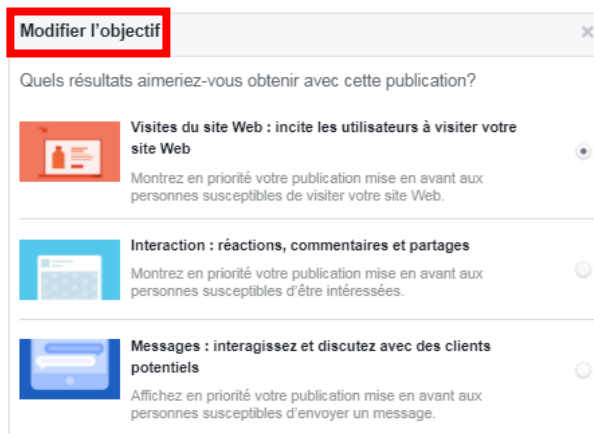 Modifier l’objectif
Quels résultats aimeriez-vous obtenir avec cette publication?
Visites du site Web : incite les utilisateurs à visiter votre
site Web
Montrez en priorité votre publication mise en avant aux
personnes susceptibles de visiter votre site Web.
Interaction : réactions, commentaires et partages
Montrez en priorité votre publication mise en avant aux
personnes susceptibles d’être intéressées.
Messages : interagissez et discutez avec des clients
potentiels
Affichez en priorité votre publication mise en avant aux
personnes susceptibles d’envoyer un message.